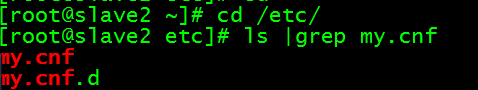 [root@slave2 ~]# cd /etc/
[root@slave2 etc]# ls |grep my.cnf
my.cnf
my.cnf.d